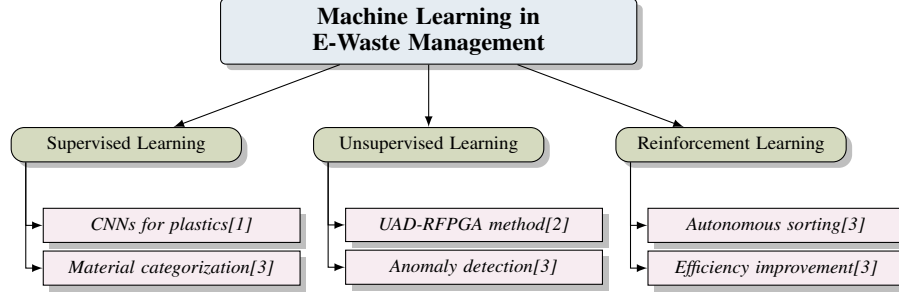 Machine Learning in
E-Waste Management
Supervised Learning
Unsupervised Learning
Reinforcement Learning
CNNs for plastics[1]
UAD-RFPGA method[2]
Autonomous sorting[3]
Material categorization[3]
Anomaly detection[3]
Efficiency improvement[3]